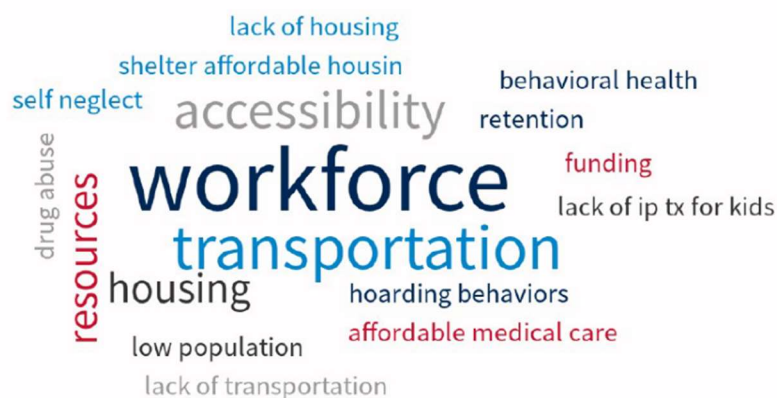 lack of housing
shelter affordable housin
behavioral health
self neglect
accessibility
retention
drug abuse
workforce
funding
resources
lack of ip tx for kids
transportation
housing
hoarding behaviors
affordable medical care
low population
lack of transportation